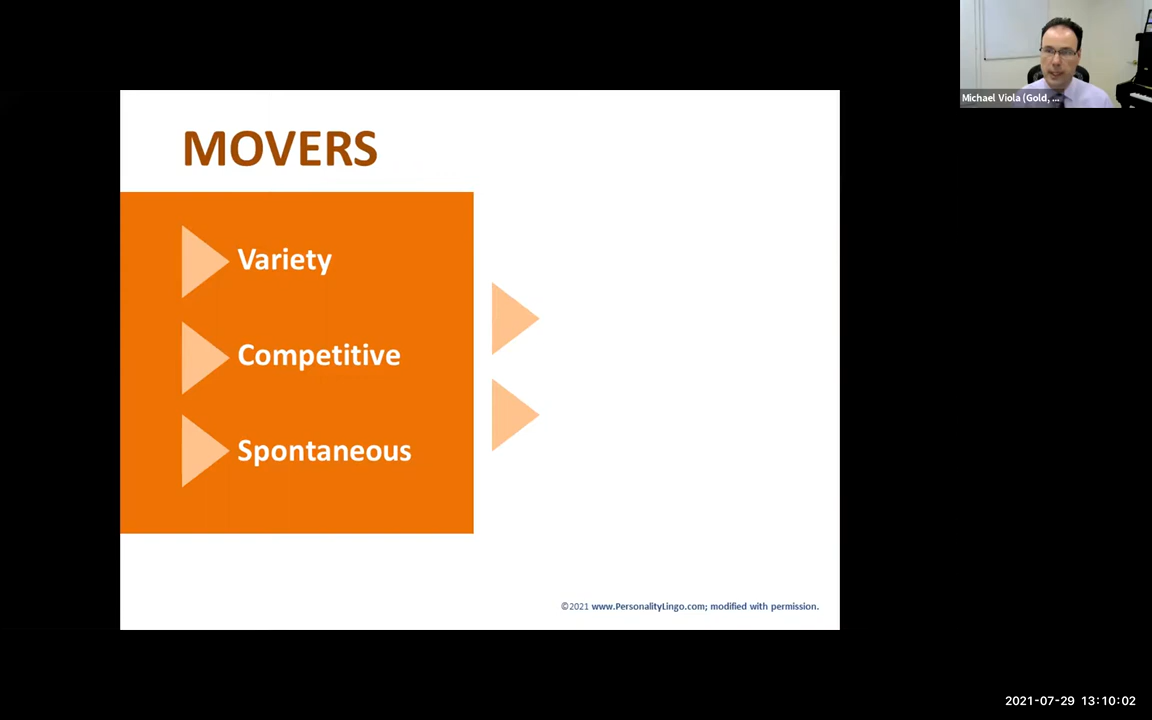 MOVERS
Variety
Competitive
Spontaneous
©2021 www.PersonalityLingo.com; modified with permission.
Michael Viola (Gold, ...
2021-07-29 13:10:02